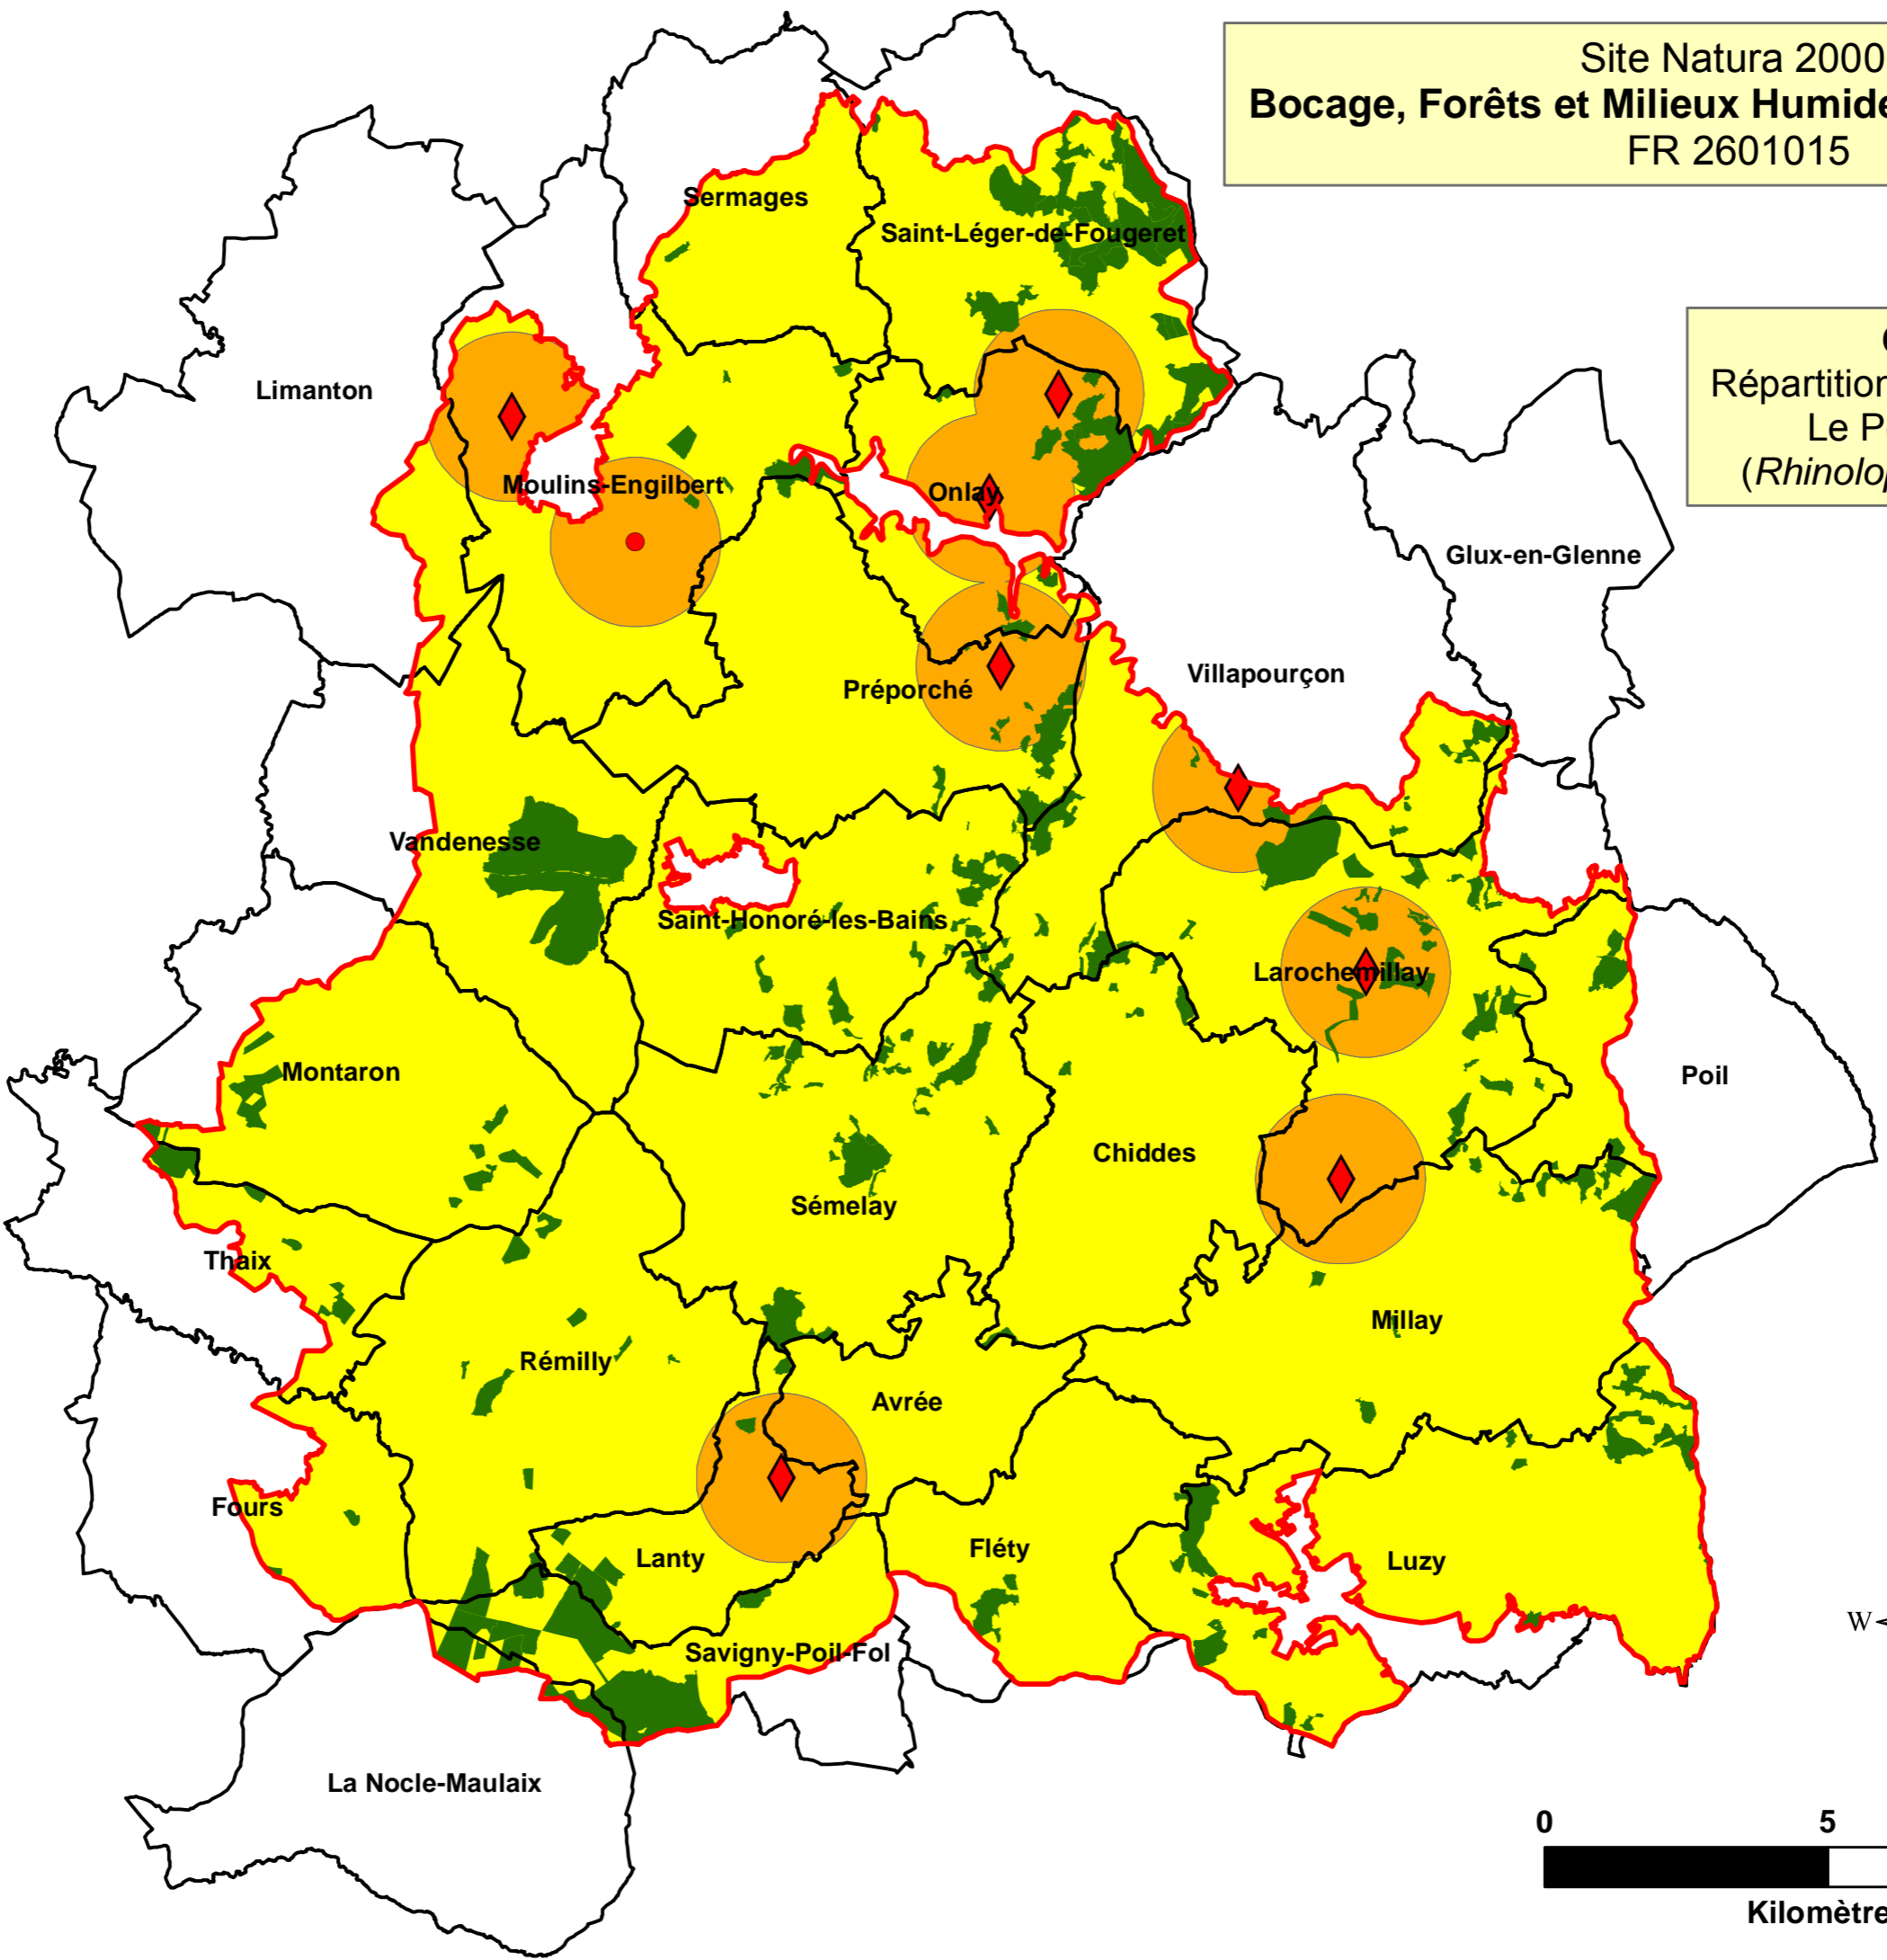 Site Natura 2000
Bocage, Forêts et Milieux Humide
FR 2601015
Répartition
Le P
(Rhinolop
Sermages
Saint-Léger-de-Fougeret
Limanton
Moulins-Engilbert
Onlay
Glux-en-Glenne
Villapourçon
Préporché
Vandenesse
Saint-Honoré-les-Bains
Larochemillay
Montaron
Poil
Chiddes
Sémelay
Thaix
Millay
Rémilly
Avrée
Fours
Fléty
Lanty
Luzy
Savigny-Poil-Fol
La Nocle-Maulaix
W
0 5
Kilomètre